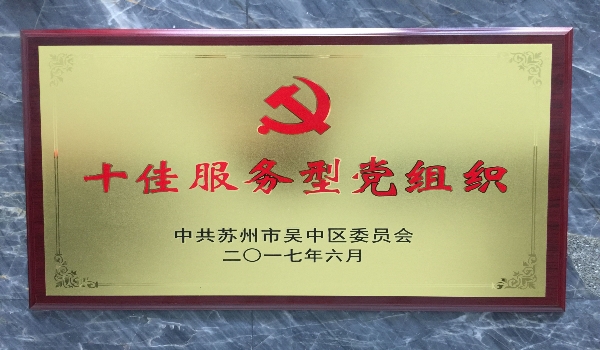 十佳服务型党组织
中共苏州市吴中区委员会
二〇一七年六月